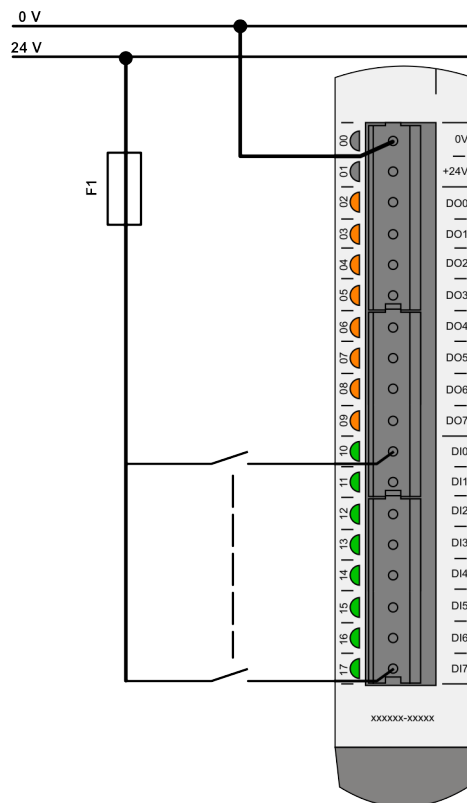 0 V
24 V
F1
00 0V
01 +24V
02 DO0
03 DO1
04 DO2
05 DO3
06 DO4
07 DO5
08 DO6
09 DO7
10 DI0
11 DI1
12 DI2
13 DI3
14 DI4
15 DI5
16 DI6
17 DI7
xxxxxx-xxxxx